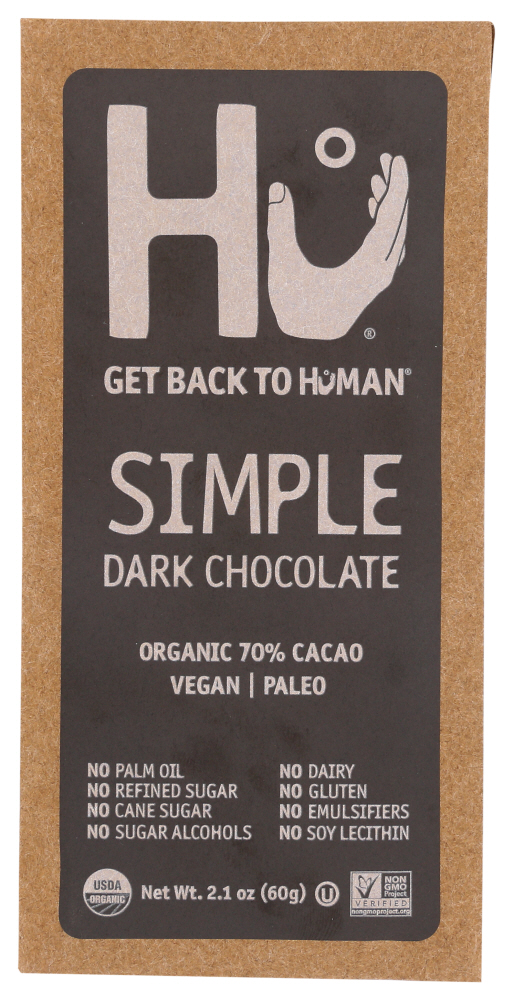 Hu®
GET BACK TO HUMAN®
SIMPLE
DARK CHOCOLATE
ORGANIC 70% CACAO
VEGAN | PALEO
NO PALM OIL
NO REFINED SUGAR
NO CANE SUGAR
NO SUGAR ALCOHOLS
NO DAIRY
NO GLUTEN
NO EMULSIFIERS
NO SOY LECITHIN
USDA
ORGANIC
Net Wt. 2.1 oz (60g)
U
NON
GMO
Project
VERIFIED
nongmoproject.org